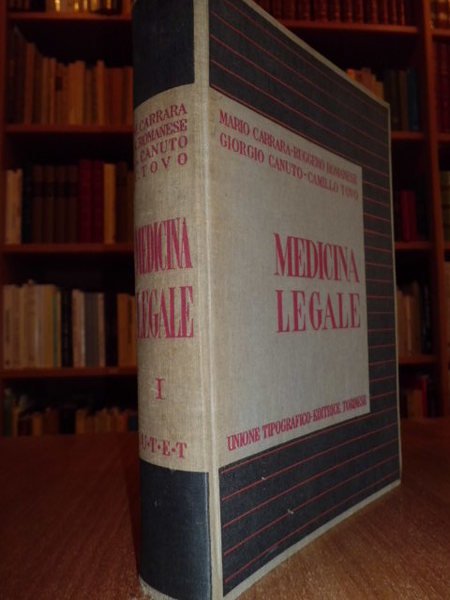 M. CARRARA
R. ROMANESE
G. CANUTO
C. TOVO
MEDICINA
LEGALE
I
U·T·E·T
MARIO CARRARA-RUGGERO ROMANESE
GIORGIO CANUTO-CAMILLO TOVO
MEDICINA
LEGALE
UNIONE TIPOGRAFICO-EDITRICE TORINESE